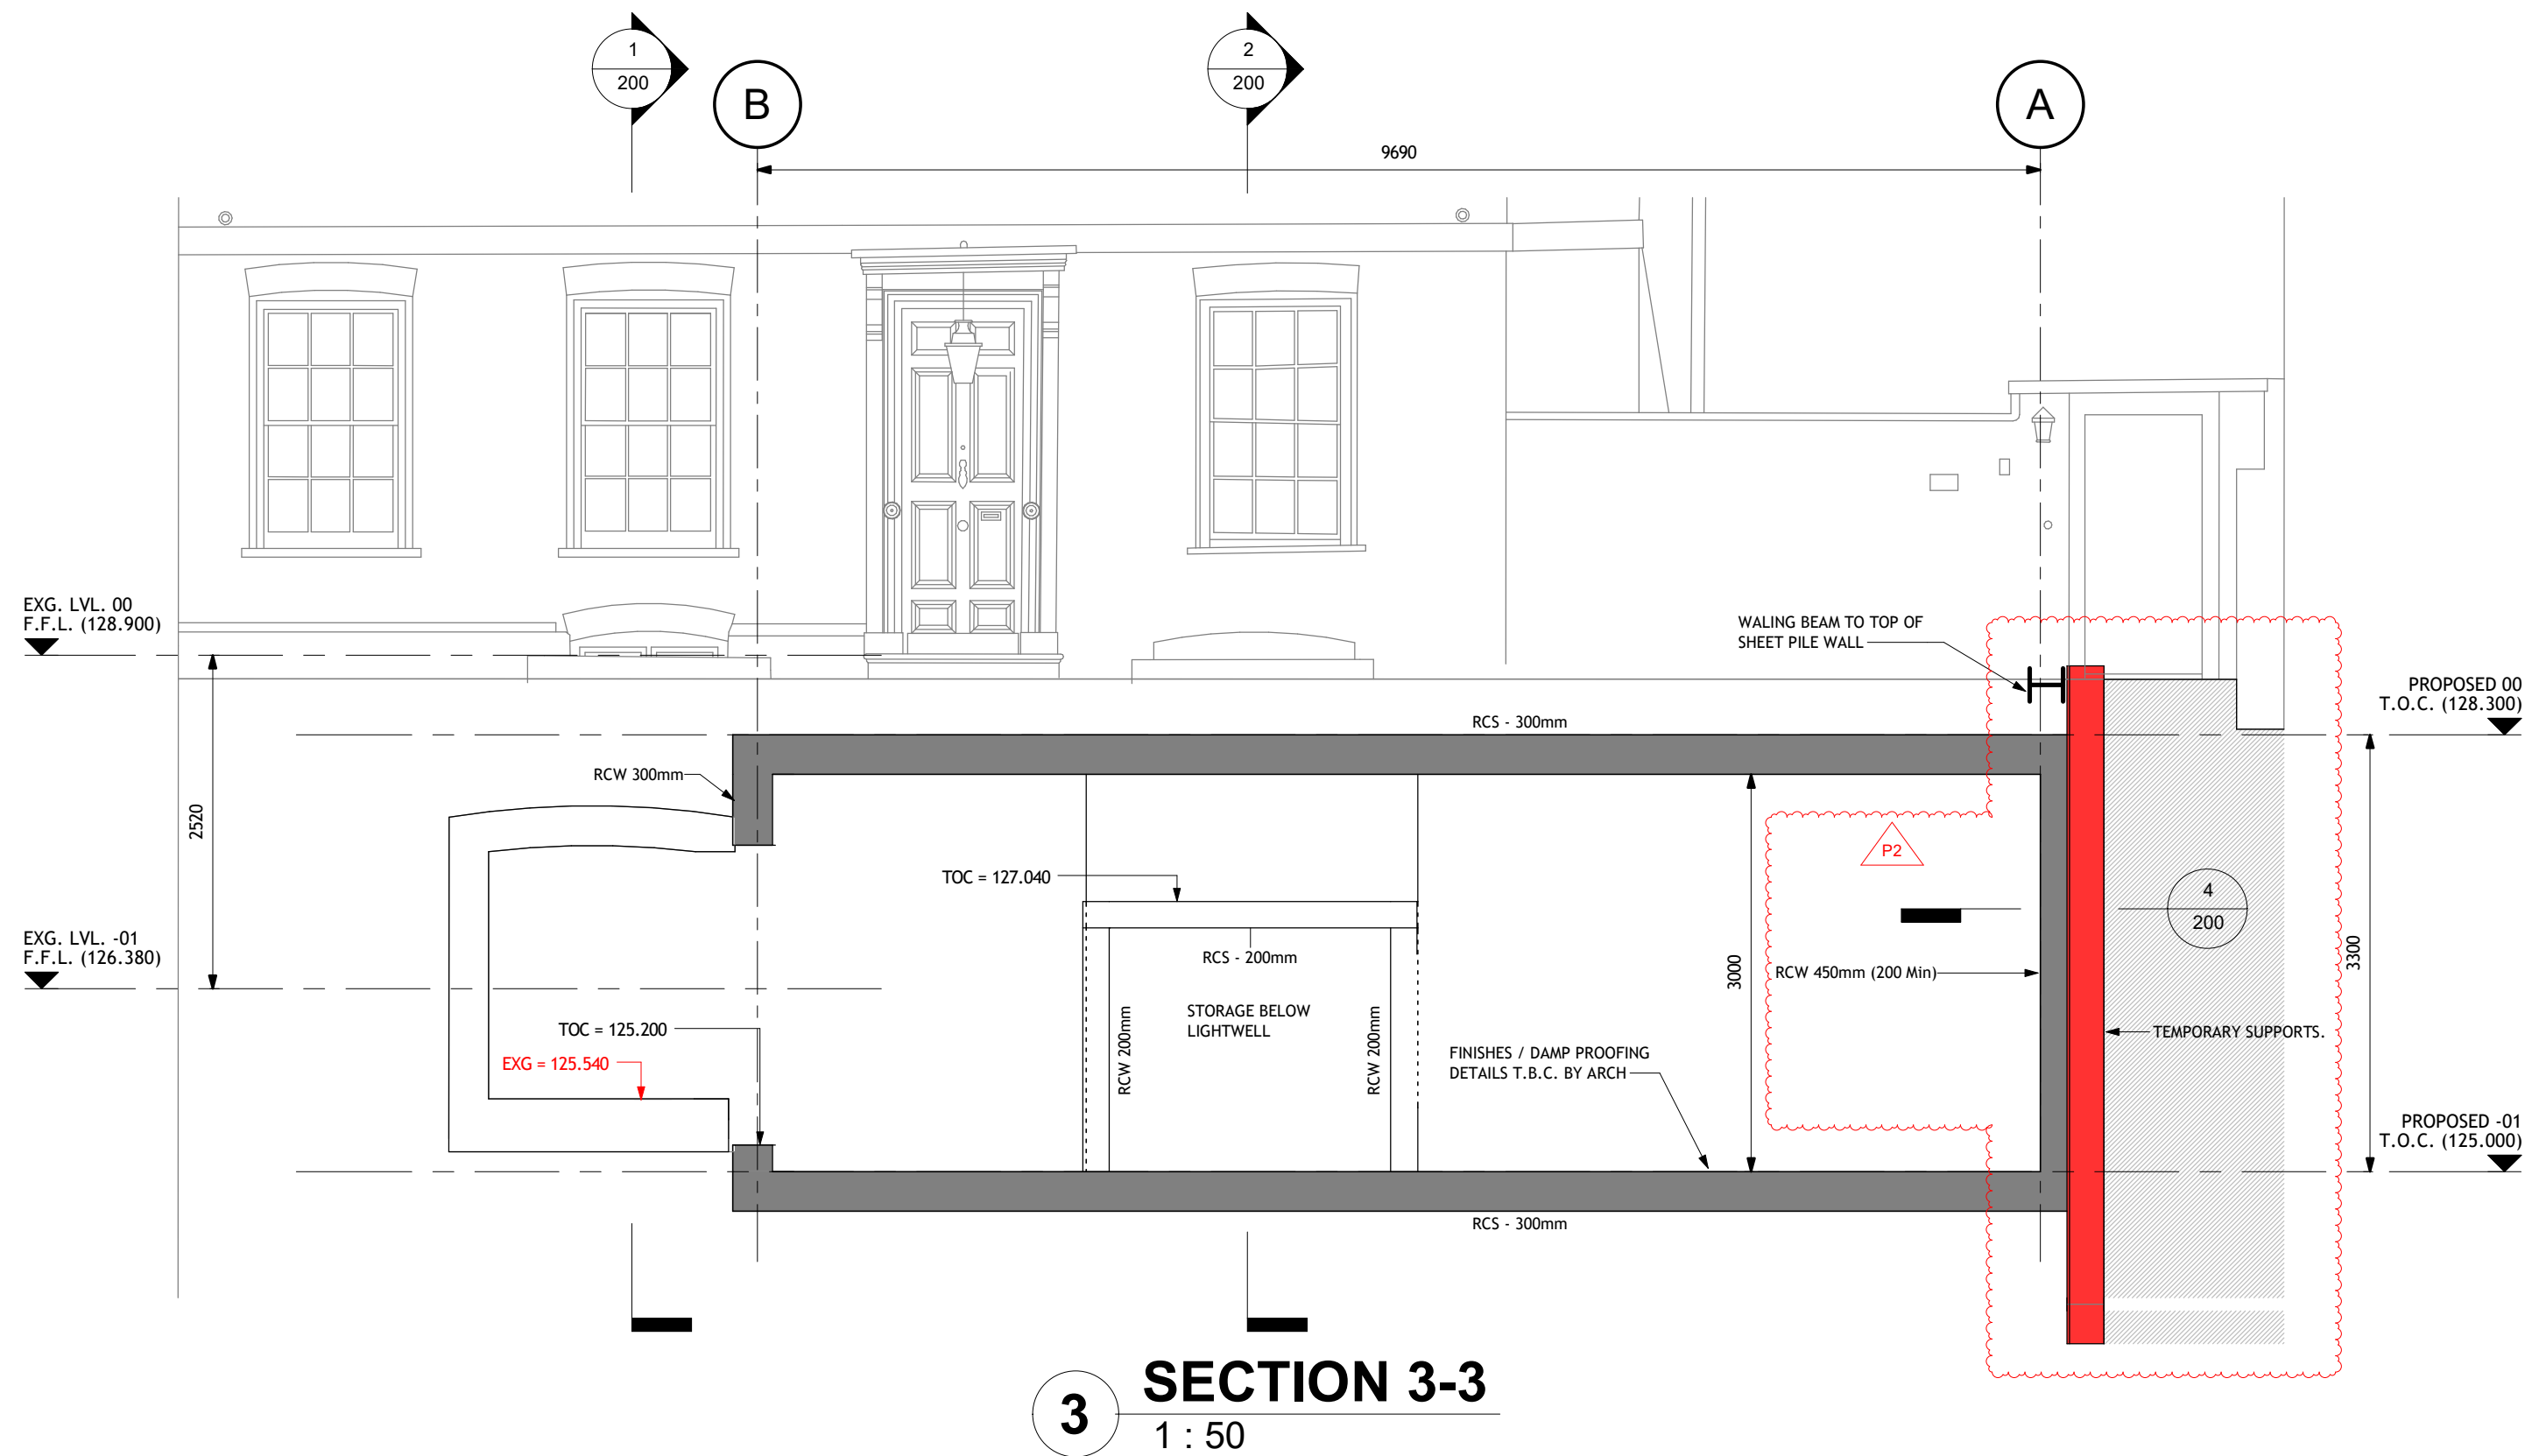 1
200
2
200
B
A
9690
EXG. LVL. 00
F.F.L. (128.900)
WALING BEAM TO TOP OF
SHEET PILE WALL
PROPOSED 00
T.O.C. (128.300)
RCS - 300mm
RCW 300mm
2520
P2
TOC = 127.040
4
200
EXG. LVL. -01
F.F.L. (126.380)
RCS - 200mm
3000
RCW 450mm (200 Min)
3300
STORAGE BELOW
LIGHTWELL
RCW 200mm
RCW 200mm
TOC = 125.200
TEMPORARY SUPPORTS.
EXG = 125.540
FINISHES / DAMP PROOFING
DETAILS T.B.C. BY ARCH
PROPOSED -01
T.O.C. (125.000)
RCS - 300mm
3
SECTION 3-3
1 : 50